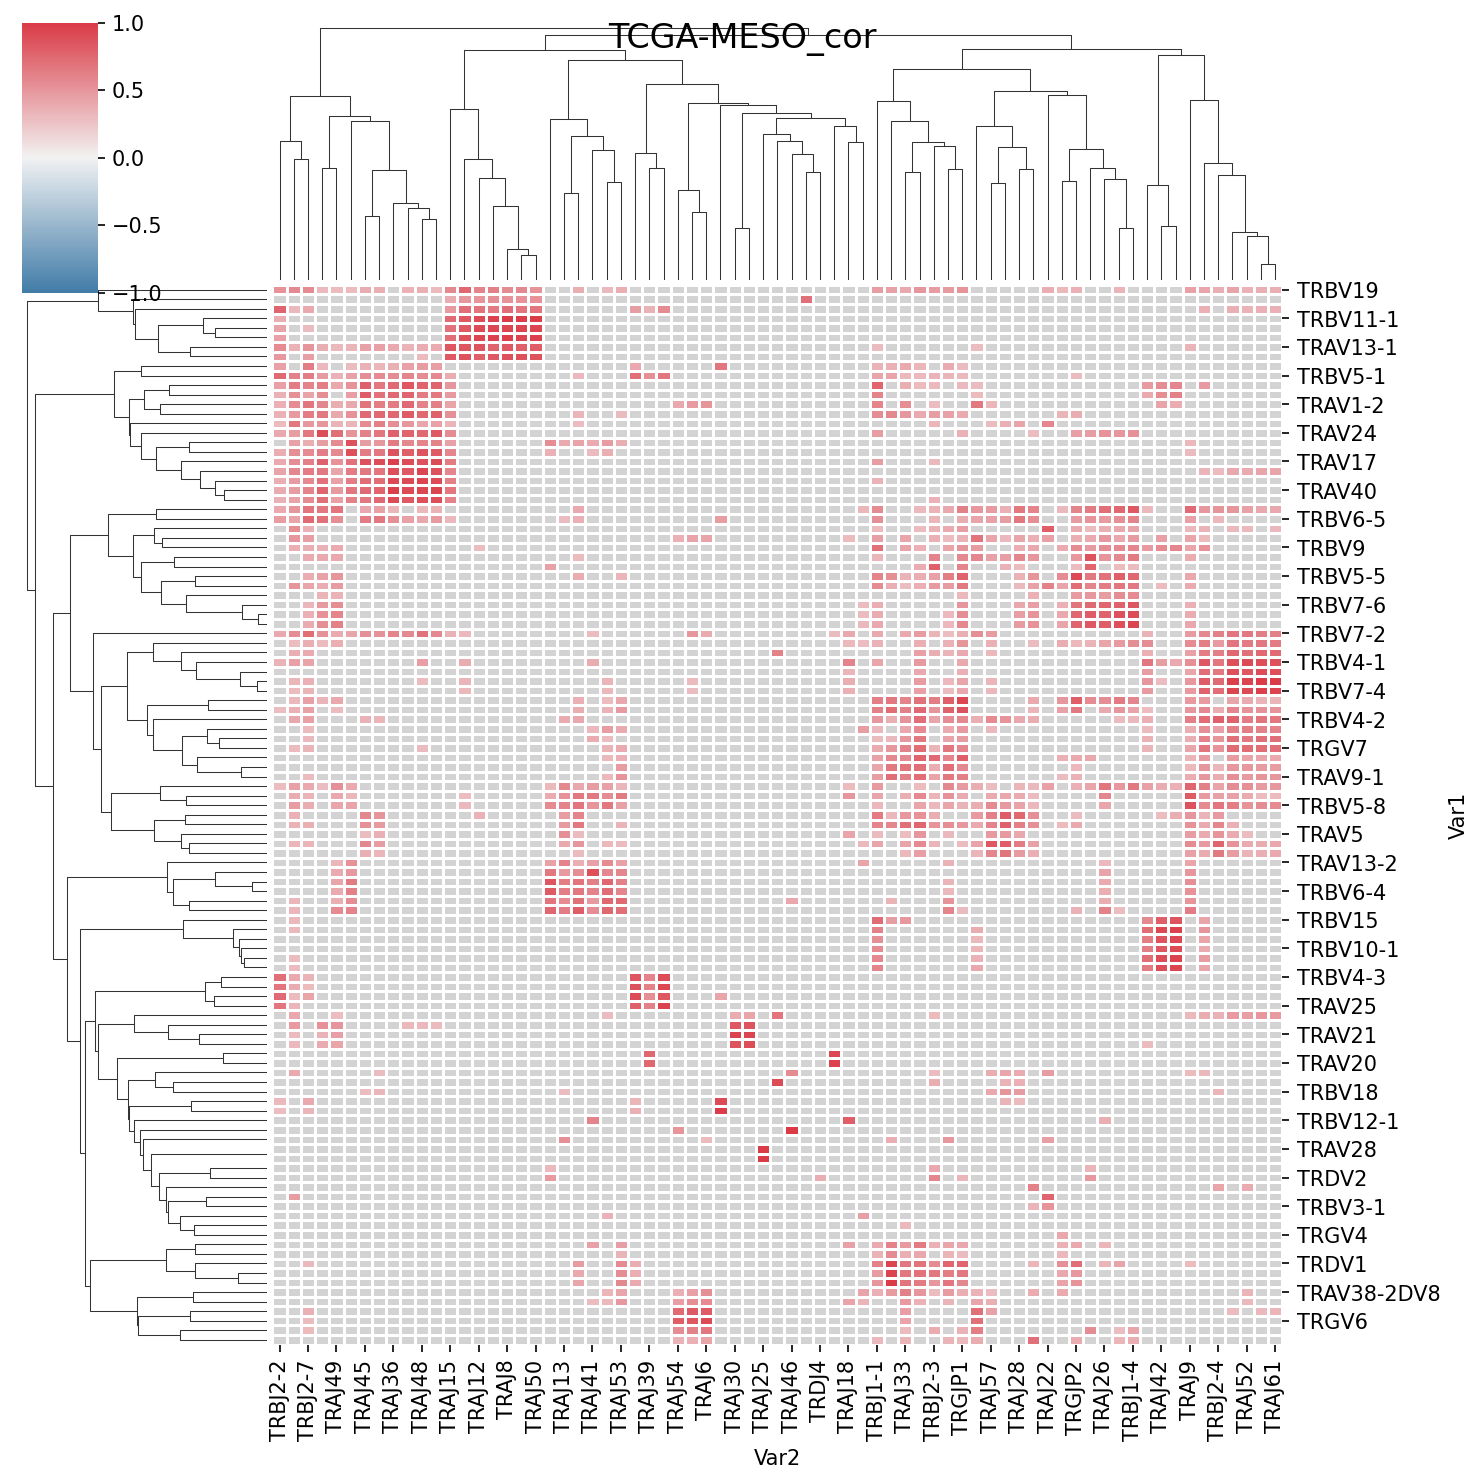 TCGA-MESO_cor
1.0
0.5
0.0
−0.5
−1.0
TRBV19
TRBV11-1
TRAV13-1
TRBV5-1
TRAV1-2
TRAV24
TRAV17
TRAV40
TRBV6-5
TRBV9
TRBV5-5
TRBV7-6
TRBV7-2
TRBV4-1
TRBV7-4
TRBV4-2
TRGV7
TRAV9-1
TRBV5-8
TRAV5
TRAV13-2
TRBV6-4
TRBV15
TRBV10-1
TRBV4-3
TRAV25
TRAV21
TRAV20
TRBV18
TRBV12-1
TRAV28
TRDV2
TRBV3-1
TRGV4
TRDV1
TRAV38-2DV8
TRGV6
Var1
TRBJ2-2
TRBJ2-7
TRAJ49
TRAJ45
TRAJ36
TRAJ48
TRAJ15
TRAJ12
TRAJ8
TRAJ50
TRAJ13
TRAJ41
TRAJ53
TRAJ39
TRAJ54
TRAJ6
TRAJ30
TRAJ25
TRAJ46
TRDJ4
TRAJ18
TRBJ1-1
TRAJ33
TRBJ2-3
TRGJP1
TRAJ57
TRAJ28
TRAJ22
TRGJP2
TRAJ26
TRBJ1-4
TRAJ42
TRAJ9
TRBJ2-4
TRAJ52
TRAJ61
Var2